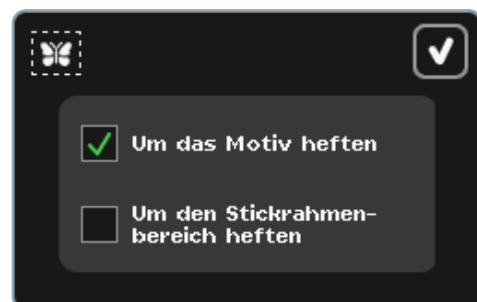 Um das Motiv heften
Um den Stickrahmen-
bereich heften